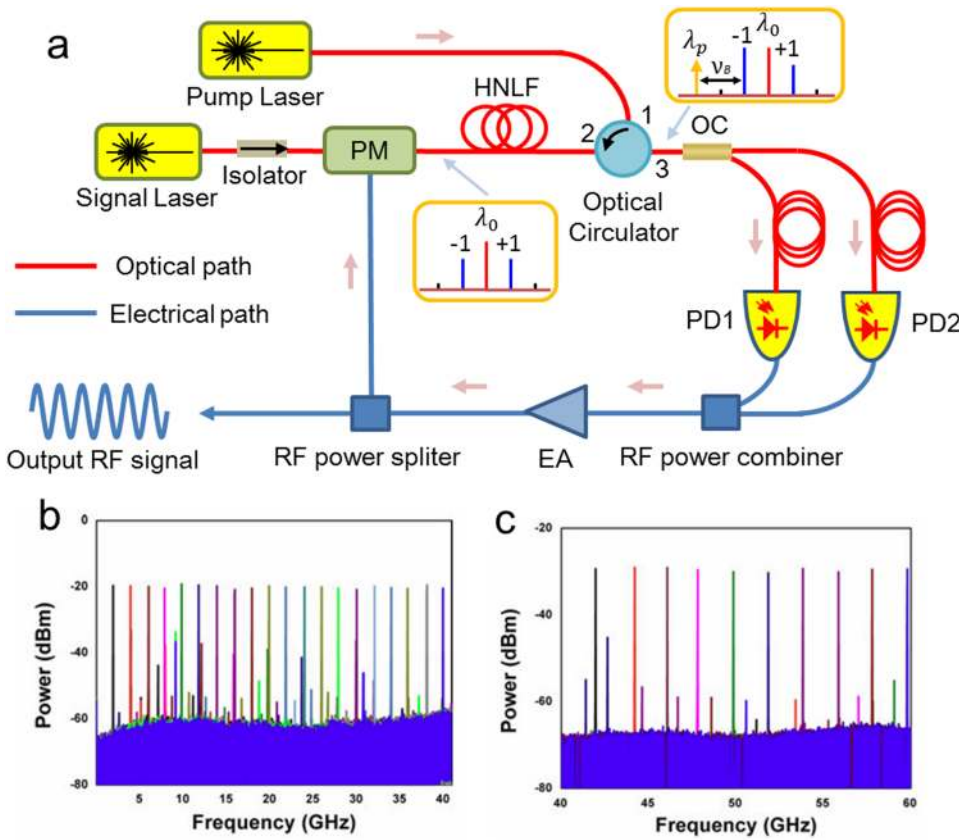 a
Pump Laser
Signal Laser
Isolator
PM
HNLF
1
2
3
Optical
Circulator
OC
λp
νB
-1
λ0
+1
λ0
-1
+1
Optical path
Electrical path
PD1
PD2
Output RF signal
RF power spliter
EA
RF power combiner
b
0
-20
-40
-60
-80
Power (dBm)
5 10 15 20 25 30 35 40
Frequency (GHz)
c
-20
-40
-60
-80
Power (dBm)
40 45 50 55 60
Frequency (GHz)